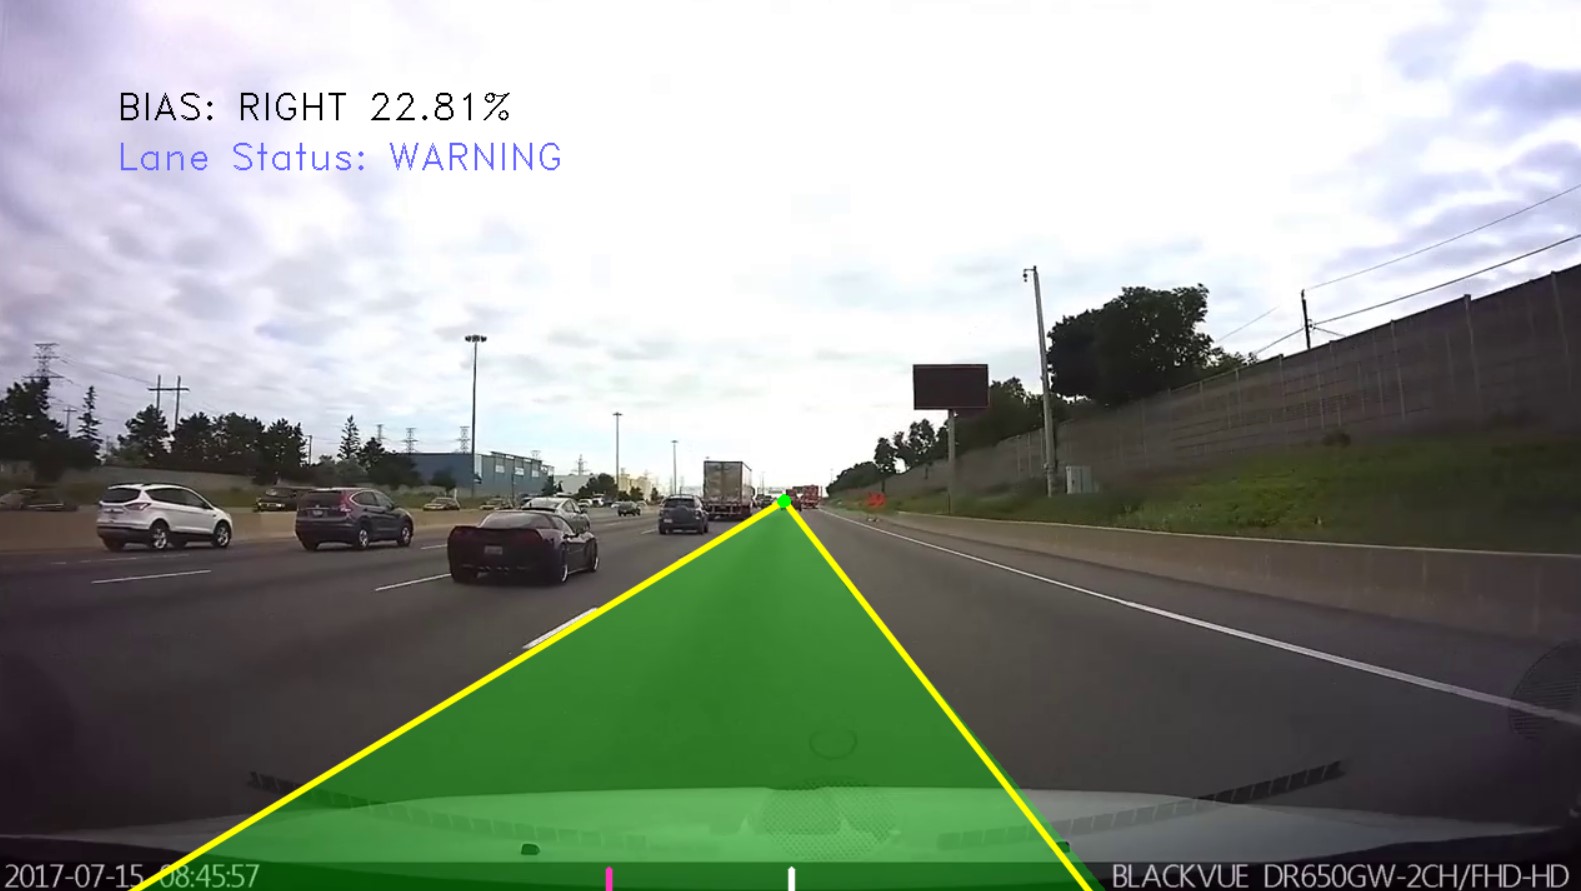 BIAS: RIGHT 22.81%
Lane Status: WARNING
2017-07-15 08:45:57
BLACKVUE DR650GW-2CH/FHD-HD